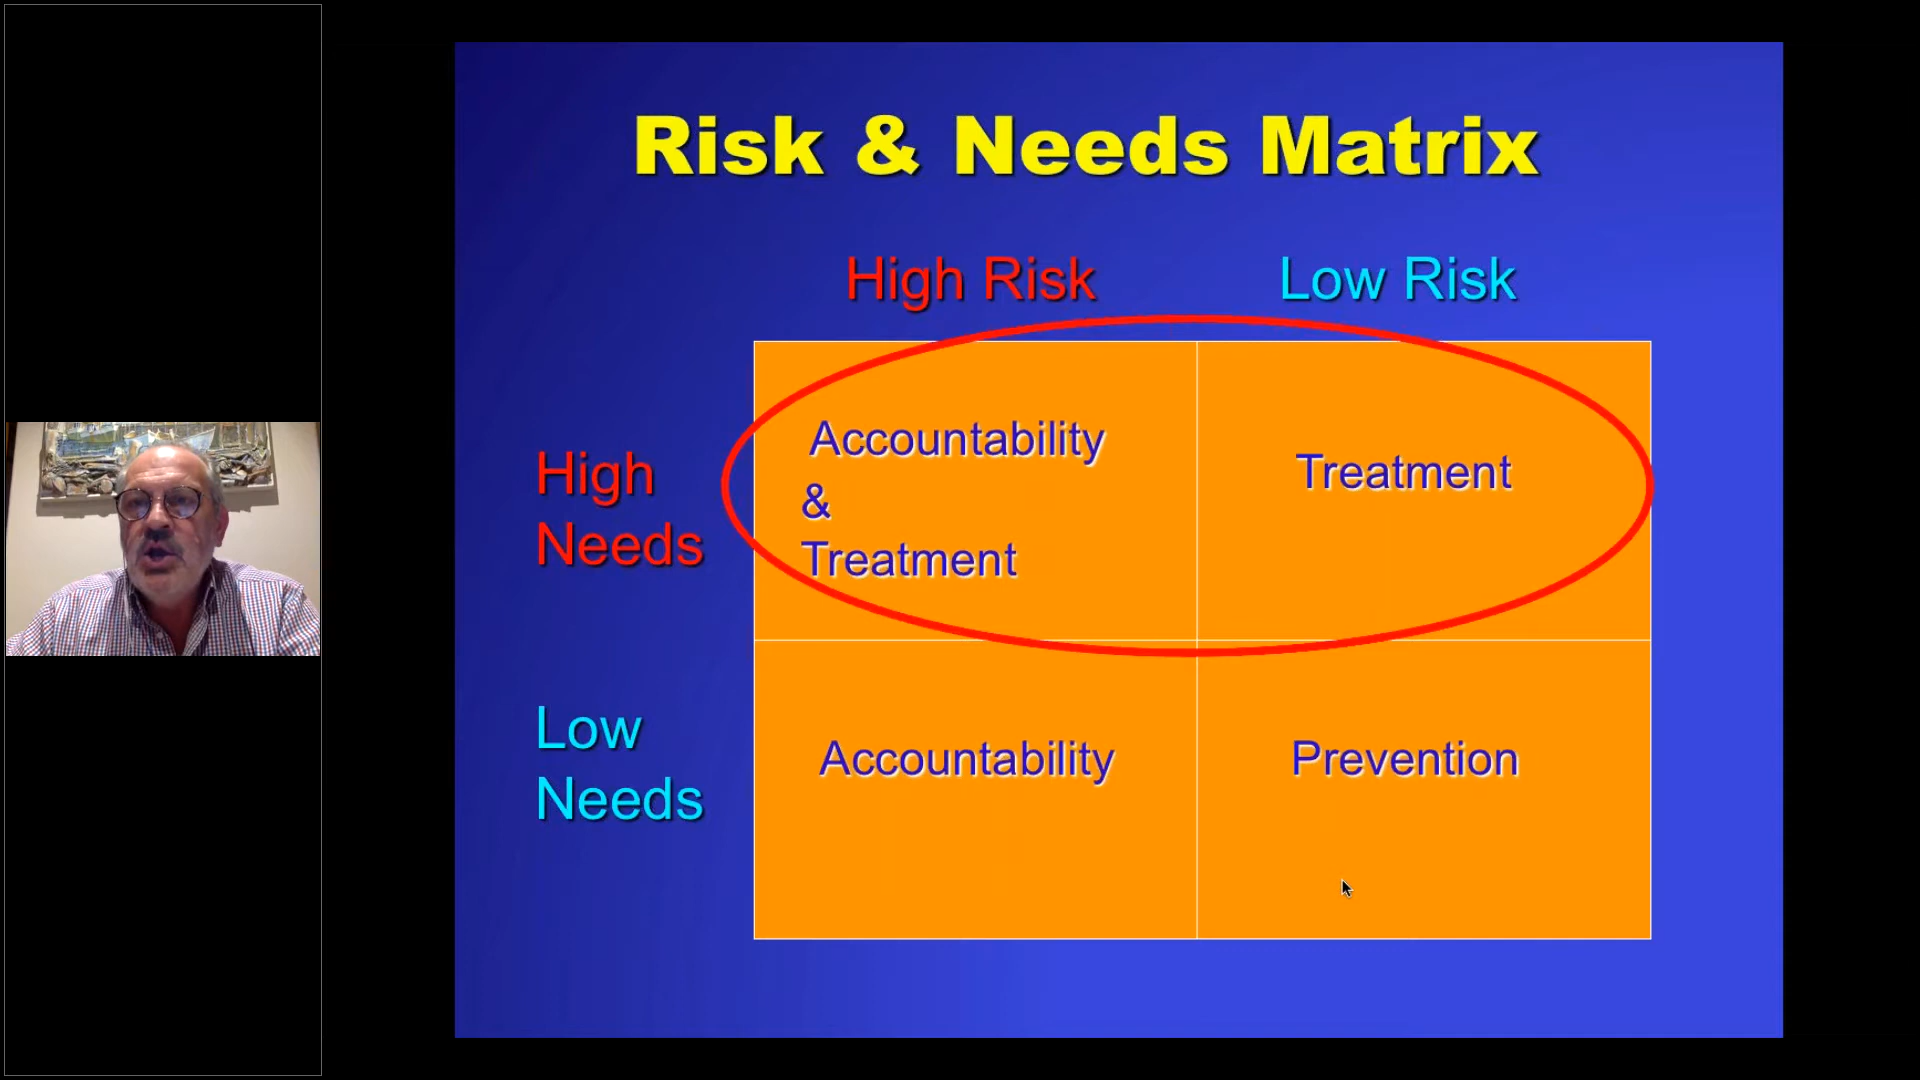 Risk & Needs Matrix
High Risk
Low Risk
High
Needs
Accountability
&
Treatment
Treatment
Low
Needs
Accountability
Prevention